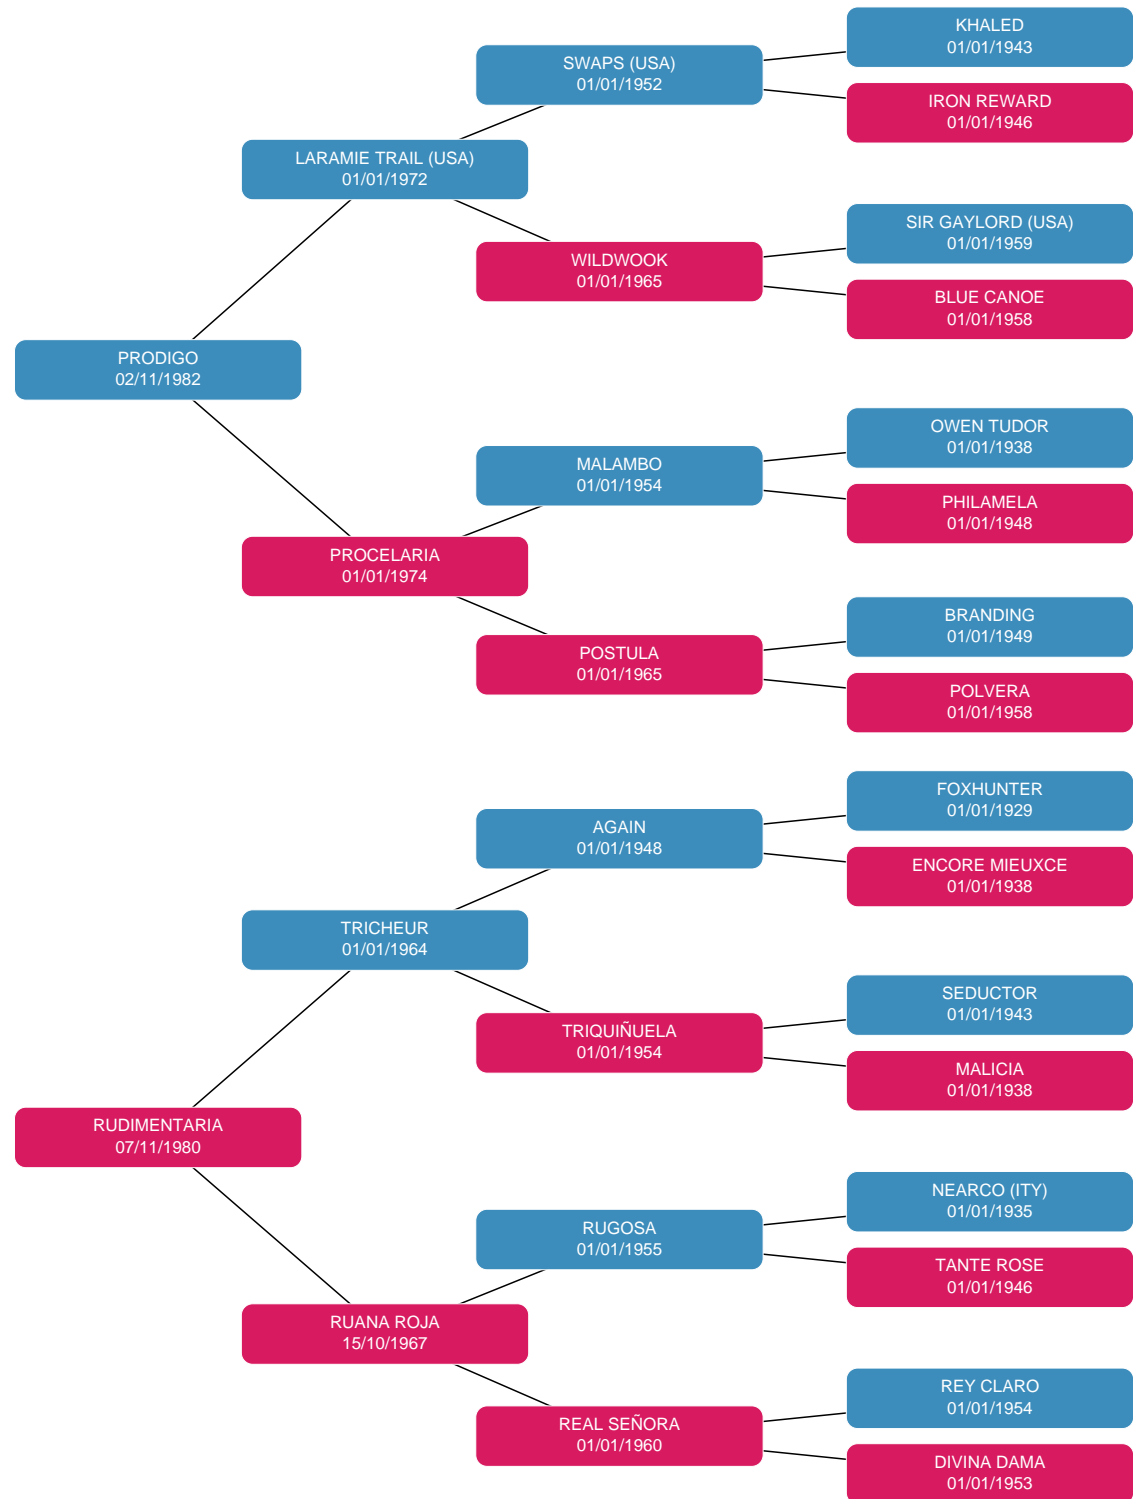 KHALED
01/01/1943
SWAPS (USA)
01/01/1952
IRON REWARD
01/01/1946
LARAMIE TRAIL (USA)
01/01/1972
SIR GAYLORD (USA)
01/01/1959
WILDWOOK
01/01/1965
BLUE CANOE
01/01/1958
PRODIGO
02/11/1982
OWEN TUDOR
01/01/1938
MALAMBO
01/01/1954
PHILAMELA
01/01/1948
PROCELARIA
01/01/1974
BRANDING
01/01/1949
POSTULA
01/01/1965
POLVERA
01/01/1958
FOXHUNTER
01/01/1929
AGAIN
01/01/1948
ENCORE MIEUXCE
01/01/1938
TRICHEUR
01/01/1964
SEDUCTOR
01/01/1943
TRIQUIÑUELA
01/01/1954
MALICIA
01/01/1938
RUDIMENTARIA
07/11/1980
NEARCO (ITY)
01/01/1935
RUGOSA
01/01/1955
TANTE ROSE
01/01/1946
RUANA ROJA
15/10/1967
REY CLARO
01/01/1954
REAL SEÑORA
01/01/1960
DIVINA DAMA
01/01/1953